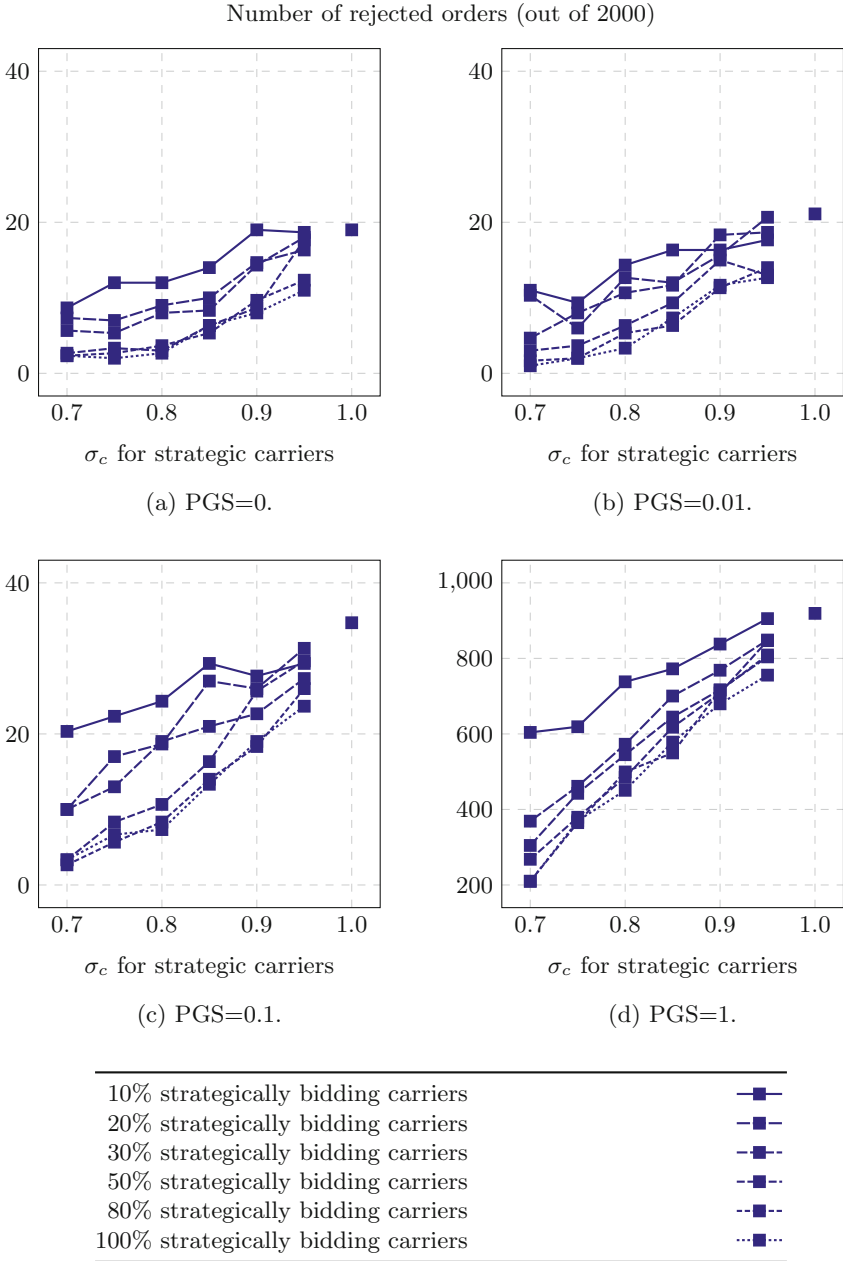 Number of rejected orders (out of 2000)
40
20
0
0.7 0.8 0.9 1.0
σc for strategic carriers
(a) PGS=0.
40
20
0
0.7 0.8 0.9 1.0
σc for strategic carriers
(b) PGS=0.01.
40
20
0
0.7 0.8 0.9 1.0
σc for strategic carriers
(c) PGS=0.1.
1,000
800
600
400
200
0.7 0.8 0.9 1.0
σc for strategic carriers
(d) PGS=1.
10% strategically bidding carriers
20% strategically bidding carriers
30% strategically bidding carriers
50% strategically bidding carriers
80% strategically bidding carriers
100% strategically bidding carriers